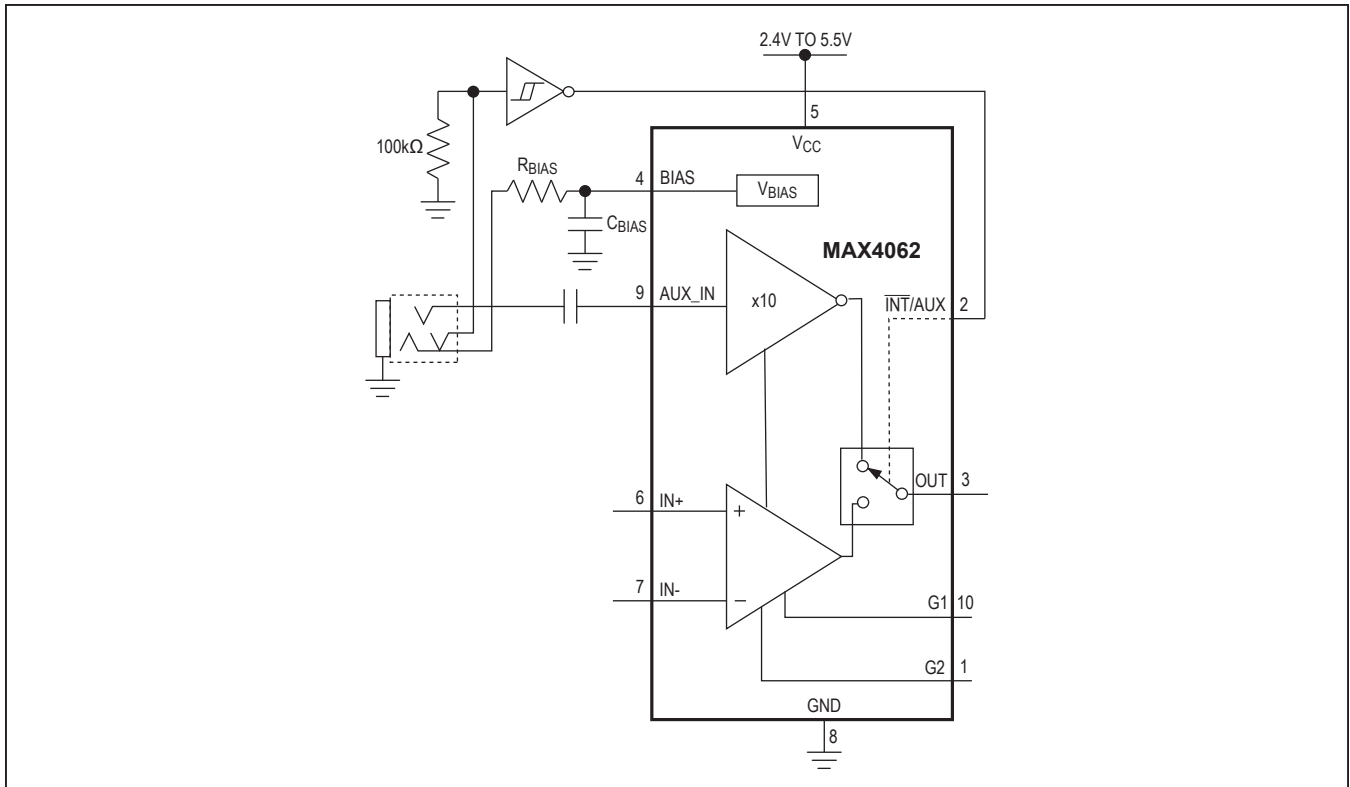 2.4V TO 5.5V
5
VCC
100kΩ
RBIAS
4
BIAS
VBIAS
CBIAS
MAX4062
9
AUX_IN
x10
I̅N̅T̅/AUX
2
6
IN+
+
OUT
3
7
IN-
−
G1
10
G2
1
GND
8